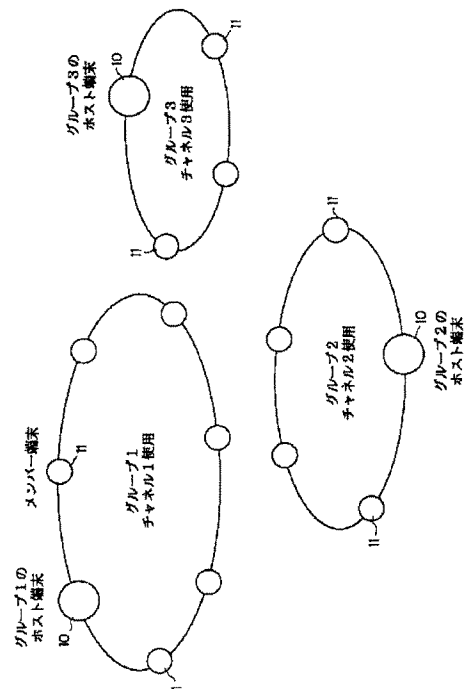 グループ1の
ホスト端末
10
メンバー端末
11
グループ1
チャネル1使用
1
グループ3の
ホスト端末
10
11
グループ3
チャネル3使用
11
11
グループ2
チャネル2使用
11
10
グループ2の
ホスト端末